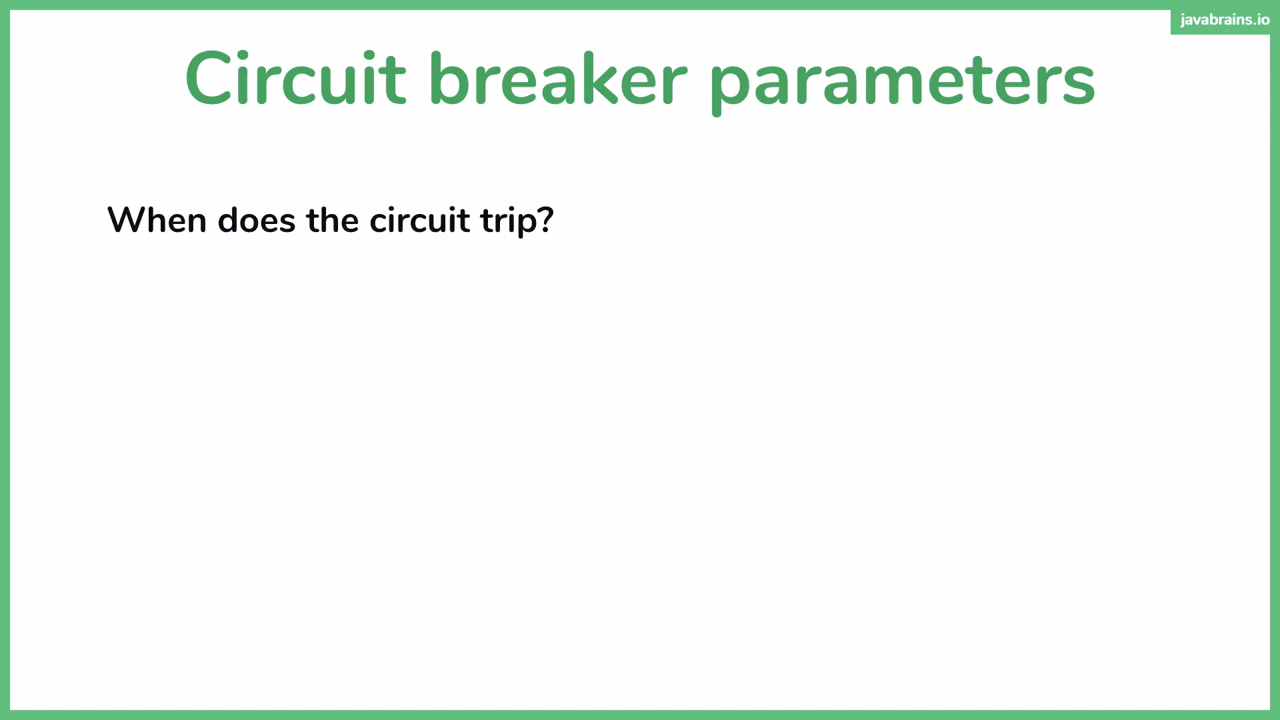 javabrains.io
Circuit breaker parameters
When does the circuit trip?